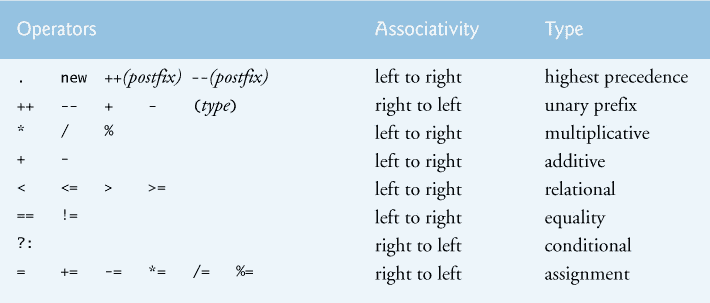 Operators Associativity Type
. new ++(postfix) --(postfix) left to right highest precedence
++ -- + - (type) right to left unary prefix
* / % left to right multiplicative
+ - left to right additive
< <= > >= left to right relational
== != left to right equality
?: right to left conditional
= += -= *= /= %= right to left assignment